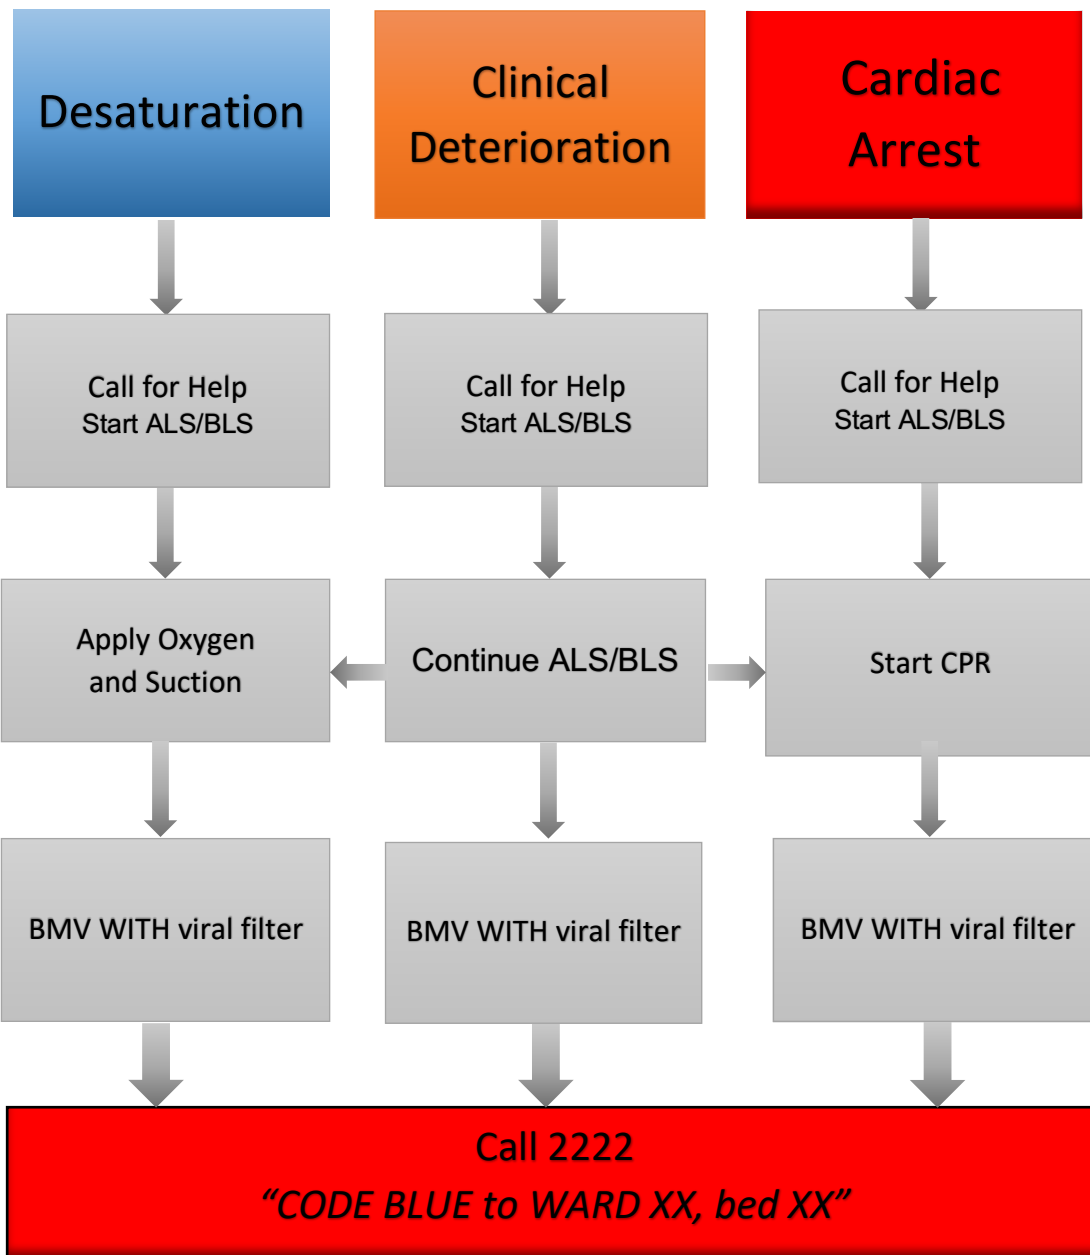 Desaturation
Clinical
Deterioration
Cardiac
Arrest
Call for Help
Start ALS/BLS
Call for Help
Start ALS/BLS
Call for Help
Start ALS/BLS
Apply Oxygen
and Suction
Continue ALS/BLS
Start CPR
BMV WITH viral filter
BMV WITH viral filter
BMV WITH viral filter
Call 2222
“CODE BLUE to WARD XX, bed XX”